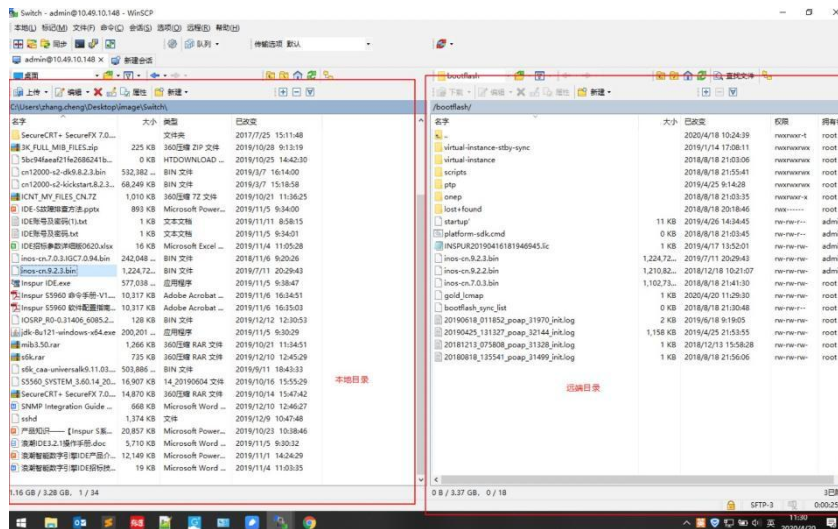 Switch - admin@10.49.10.148 - WinSCP
本地(L) 标记(M) 文件(F) 命令(C) 会话(S) 选项(O) 远程(R) 帮助(H)
同步 队列 传输选项 默认
admin@10.49.10.148 × 新建会话
桌面
上传 编辑 属性 新建
C:\Users\zhang.cheng\Desktop\image\Switch\
名字 大小 类型 已改变
SecureCRT+ SecureFX 7.0.... 文件夹 2017/7/25 15:11:48
3K_FULL_MIB_FILES.zip 225 KB 360压缩 ZIP 文件 2019/10/28 9:13:19
5bc94faeaf21fe2686241b... 0 KB HTDOWNLOAD ... 2019/10/25 14:42:30
cn12000-s2-dk9.8.2.3.bin 532,382 ... BIN 文件 2019/3/7 16:14:00
cn12000-s2-kickstart.8.2.3... 68,249 KB BIN 文件 2019/3/7 15:18:58
ICNT_MY_FILES_CN.7Z 1,010 KB 360压缩 7Z 文件 2019/10/21 11:36:25
IDE-S故障排查方法.pptx 893 KB Microsoft Power... 2019/11/5 9:34:00
IDE账号及密码(1).txt 1 KB 文本文档 2019/11/11 8:58:15
IDE账号及密码.txt 1 KB 文本文档 2019/11/5 9:34:01
IDE招标参数详细版0620.xlsx 16 KB Microsoft Excel ... 2019/11/4 11:05:28
inos-cn.7.0.3.IGC7.0.94.bin 242,048 ... BIN 文件 2018/11/6 9:20:26
inos-cn.9.2.3.bin 1,224,72... BIN 文件 2019/7/11 20:29:43
Inspur IDE.exe 577,038 ... 应用程序 2019/11/5 9:38:47
Inspur S5960 命令手册-V1.... 10,317 KB Adobe Acrobat ... 2019/11/6 16:34:51
Inspur S5960 软件配置指南... 10,317 KB Adobe Acrobat ... 2019/11/6 16:35:03
IOSRP_R0-0.31406_6085.2... 128 KB BIN 文件 2019/12/12 12:30:53
jdk-8u121-windows-x64.exe 200,201 ... 应用程序 2019/11/5 9:30:29
mib3.50.rar 1,266 KB 360压缩 RAR 文件 2019/10/21 11:34:51
s6k.rar 735 KB 360压缩 RAR 文件 2019/12/10 12:45:29
s6k_caa-universalk9.11.03... 503,886 ... BIN 文件 2019/9/11 18:43:33
S5560_SYSTEM_3.60.14_20... 16,907 KB 14_20190604 文件 2019/10/16 15:55:29
SecureCRT+ SecureFX 7.0.... 14,870 KB 360压缩 RAR 文件 2019/10/14 15:47:42
SNMP Integration Guide ... 668 KB Microsoft Word ... 2019/12/10 12:46:27
sshd 1,374 KB 文件 2019/12/9 10:47:48
产品知识——【Inspur S系... 20,857 KB Microsoft Power... 2019/10/23 10:38:46
浪潮IDE3.2.1操作手册.doc 5,710 KB Microsoft Word ... 2019/11/5 9:30:32
浪潮智能数字引擎IDE产品介... 12,149 KB Microsoft Power... 2019/11/1 14:24:29
浪潮智能数字引擎IDE招标技... 19 KB Microsoft Word ... 2019/11/4 11:03:35
本地目录
1.16 GB / 3.28 GB, 1 / 34
bootflash 查找文件
下载 编辑 属性 新建
/bootflash/
名字 大小 已改变 权限 拥有
.. 2020/4/18 10:24:39 rwxrwxr-t root
virtual-instance-stby-sync 2019/1/14 17:08:11 rwxrwxrwx root
virtual-instance 2018/8/18 21:03:06 rwxrwxrwx root
scripts 2018/8/18 21:55:41 rwxrwxrwx root
ptp 2019/4/25 9:14:28 rwxrwxrwx root
onep 2018/8/18 21:03:35 rwxrwxr-x root
lost+found 2018/8/18 20:18:46 rwx------ root
startup' 11 KB 2019/4/26 14:34:45 rw-rw-r-- admi
platform-sdk.cmd 0 KB 2018/8/18 21:03:45 rw-rw-r-- admi
INSPUR20190416181946945.lic 1 KB 2019/4/17 13:52:01 rw-rw-rw- admi
inos-cn.9.2.3.bin 1,224,72... 2019/7/11 20:29:43 rw-rw-rw- admi
inos-cn.9.2.2.bin 1,210,82... 2018/12/18 10:21:07 rw-rw-rw- admi
inos-cn.7.0.3.bin 1,102,73... 2018/8/18 21:41:30 rw-rw-rw- root
gold_lcmap 1 KB 2020/4/20 11:29:30 rw-rw-rw- root
bootflash_sync_list 0 KB 2018/8/18 21:30:48 rw-rw-r-- root
20190618_011852_poap_31970_init.log 2 KB 2019/6/18 9:19:05 rw-rw-rw- root
20190425_131327_poap_32144_init.log 1,158 KB 2019/4/25 21:53:55 rw-rw-rw- root
20181213_075808_poap_31328_init.log 1 KB 2018/12/13 15:58:28 rw-rw-rw- root
20180818_135541_poap_31499_init.log 1 KB 2018/8/18 21:56:06 rw-rw-rw- root
远端目录
0 B / 3.37 GB, 0 / 18
SFTP-3 0:00:25
英 11:30
2020/4/20